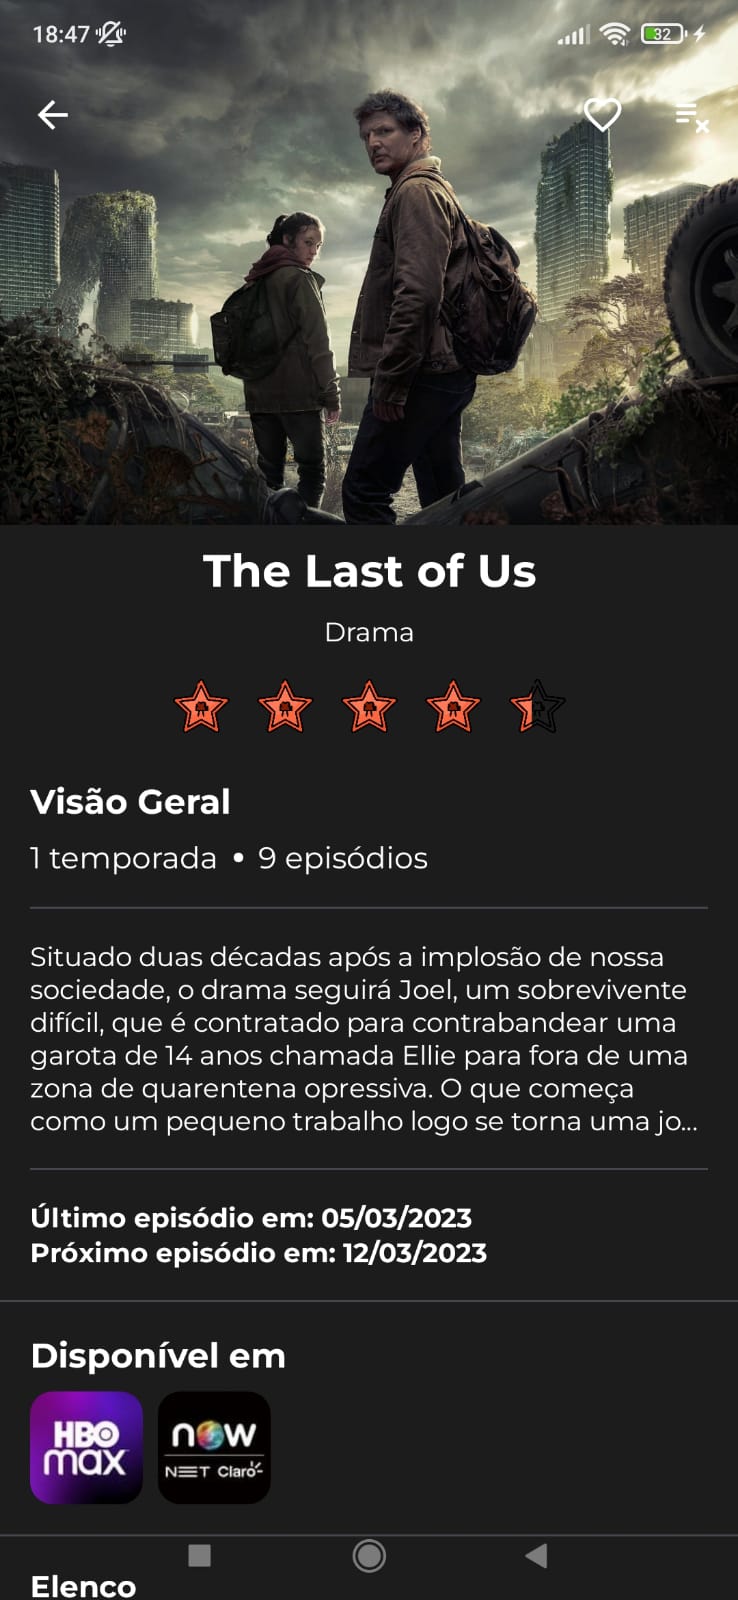 18:47
32
The Last of Us
Drama
Visão Geral
1 temporada • 9 episódios
Situado duas décadas após a implosão de nossa
sociedade, o drama seguirá Joel, um sobrevivente
difícil, que é contratado para contrabandear uma
garota de 14 anos chamada Ellie para fora de uma
zona de quarentena opressiva. O que começa
como um pequeno trabalho logo se torna uma jo...
Último episódio em: 05/03/2023
Próximo episódio em: 12/03/2023
Disponível em
HBO
max
now
NET Claro
Elenco